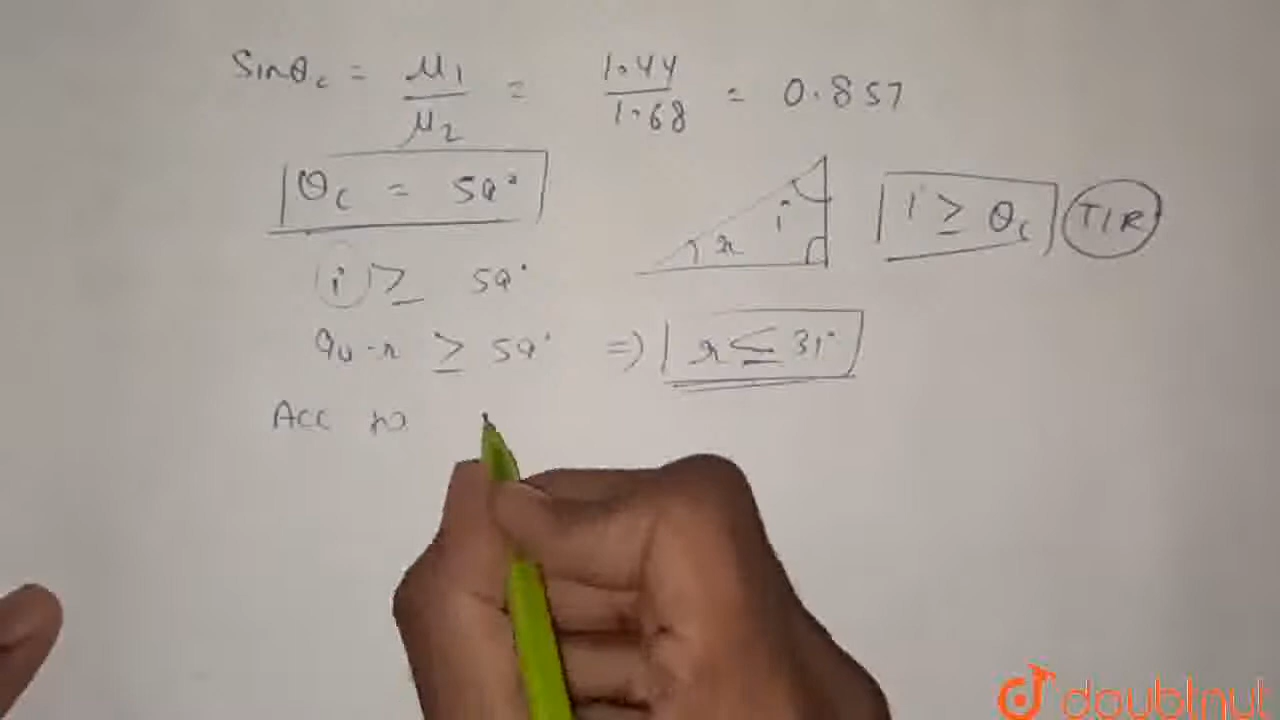 Sinθc = μ1/μ2 = 1.44/1.68 = 0.857
θc = 59°
i ≥ θc TIR
r i
i ≥ 59°
90-r ≥ 59° => r ≤ 31°
Acc to
doubtnut